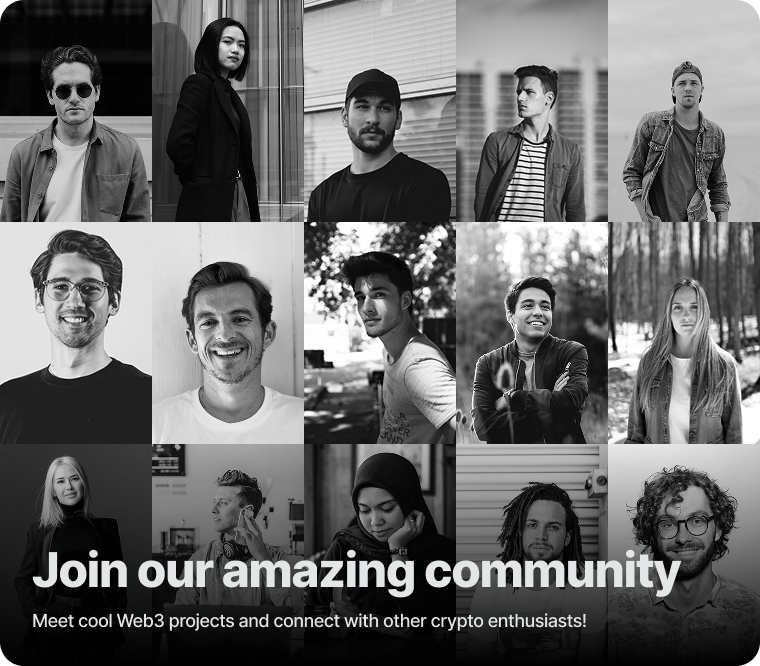 Join our amazing community
Meet cool Web3 projects and connect with other crypto enthusiasts!